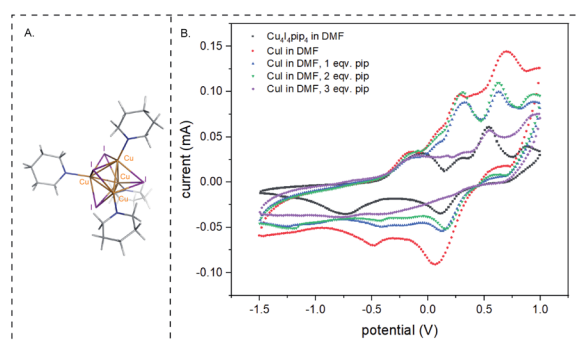 A.
B.
Cu
I
I
Cu
Cu
Cu
Cu₄I₄pip₄ in DMF
CuI in DMF
CuI in DMF, 1 eqv. pip
CuI in DMF, 2 eqv. pip
CuI in DMF, 3 eqv. pip
0.15
0.10
0.05
0.00
-0.05
-0.10
current (mA)
-1.5 -1.0 -0.5 0.0 0.5 1.0
potential (V)